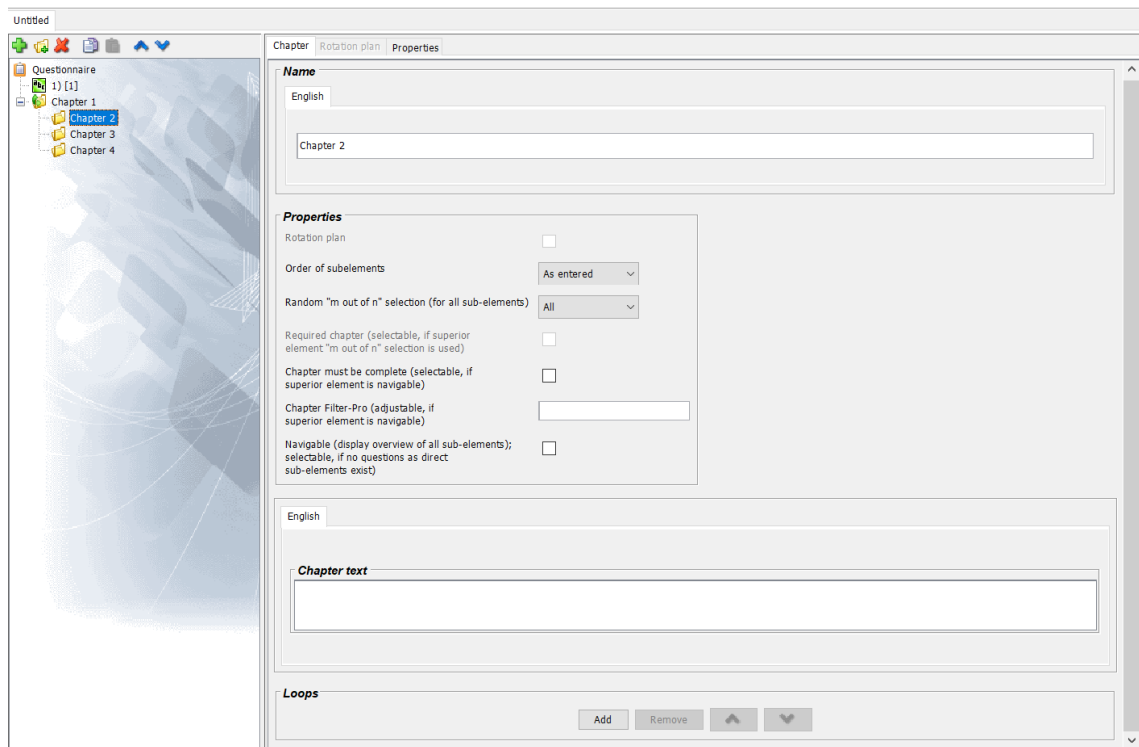 Untitled
Questionnaire
1) [1]
Chapter 1
Chapter 2
Chapter 3
Chapter 4
Chapter
Rotation plan
Properties
Name
English
Chapter 2
Properties
Rotation plan
Order of subelements
As entered
Random "m out of n" selection (for all sub-elements)
All
Required chapter (selectable, if superior
element "m out of n" selection is used)
Chapter must be complete (selectable, if
superior element is navigable)
Chapter Filter-Pro (adjustable, if
superior element is navigable)
Navigable (display overview of all sub-elements);
selectable, if no questions as direct
sub-elements exist)
English
Chapter text
Loops
Add
Remove